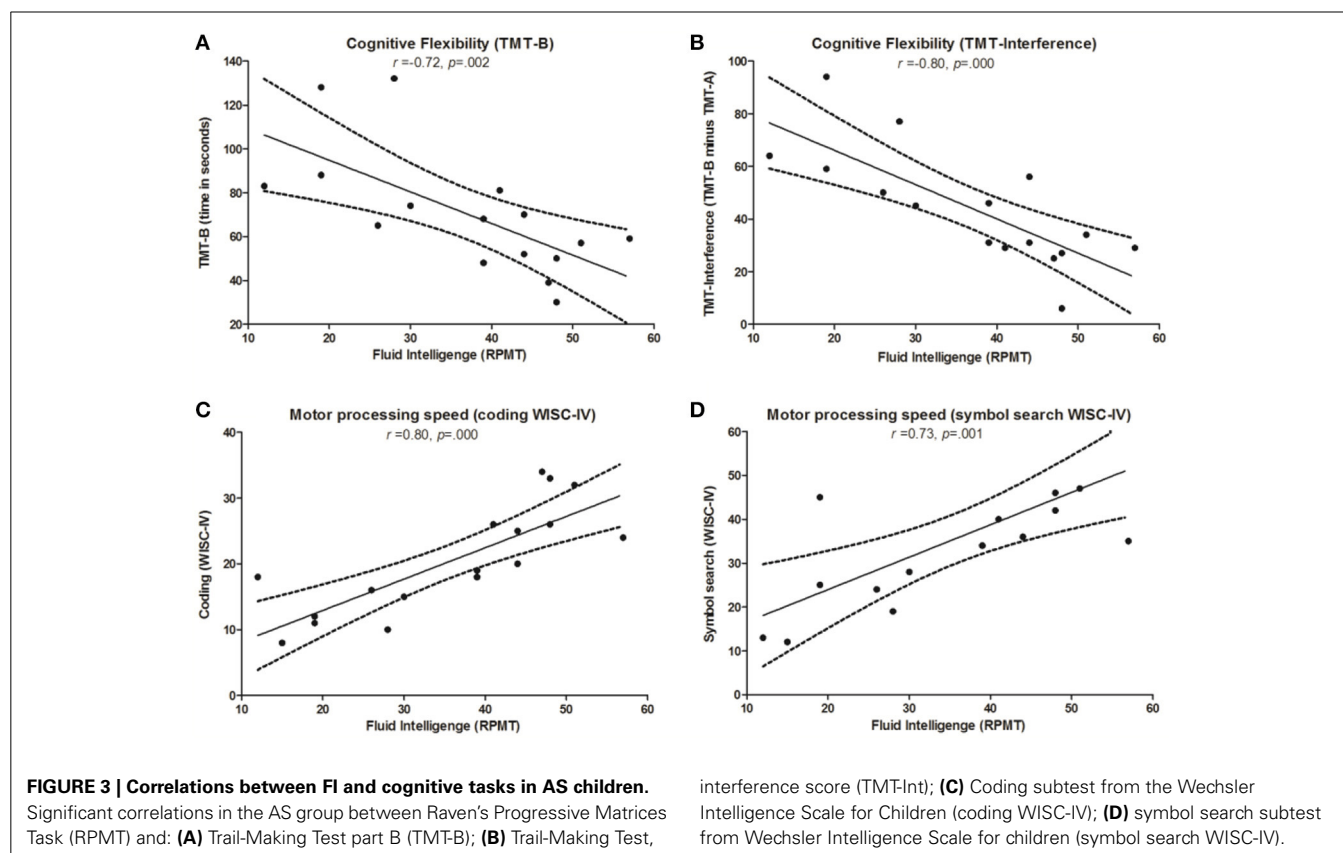 A
Cognitive Flexibility (TMT-B)
r =-0.72, p=.002
TMT-B (time in seconds)
140
120
100
80
60
40
20
10 20 30 40 50 60
Fluid Intelligenge (RPMT)
B
Cognitive Flexibility (TMT-Interference)
r =-0.80, p=.000
TMT-Interference (TMT-B minus TMT-A)
100
80
60
40
20
0
10 20 30 40 50 60
Fluid Intelligenge (RPMT)
C
Motor processing speed (coding WISC-IV)
r =0.80, p=.000
Coding (WISC-IV)
40
30
20
10
0
10 20 30 40 50 60
Fluid Intelligenge (RPMT)
D
Motor processing speed (symbol search WISC-IV)
r =0.73, p=.001
Symbol search (WISC-IV)
60
50
40
30
20
10
0
10 20 30 40 50 60
Fluid Intelligenge (RPMT)
FIGURE 3 | Correlations between FI and cognitive tasks in AS children.
Significant correlations in the AS group between Raven's Progressive Matrices
Task (RPMT) and: (A) Trail-Making Test part B (TMT-B); (B) Trail-Making Test,
interference score (TMT-Int); (C) Coding subtest from the Wechsler
Intelligence Scale for Children (coding WISC-IV); (D) symbol search subtest
from Wechsler Intelligence Scale for children (symbol search WISC-IV).